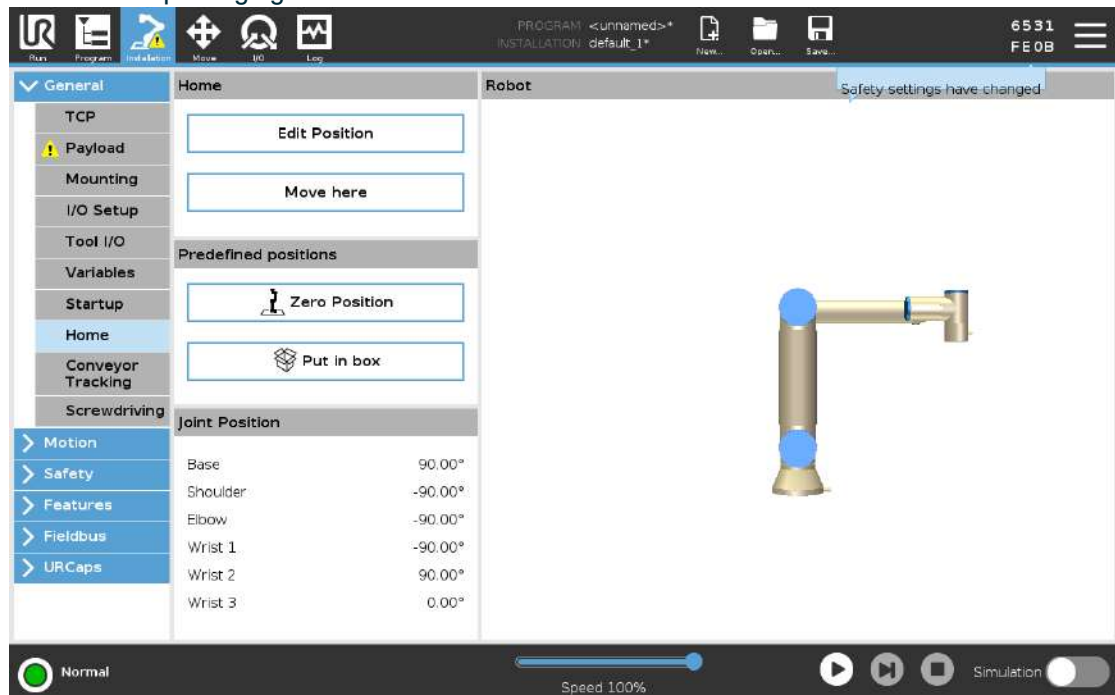 UR
Run
Program
Installation
Move
I/O
Log
PROGRAM <unnamed>*
INSTALLATION default_1*
New...
Open...
Save...
6531
FE0B
General
TCP
Payload
Mounting
I/O Setup
Tool I/O
Variables
Startup
Home
Conveyor
Tracking
Screwdriving
Motion
Safety
Features
Fieldbus
URCaps
Home
Edit Position
Move here
Predefined positions
Zero Position
Put in box
Joint Position
Base 90.00°
Shoulder -90.00°
Elbow -90.00°
Wrist 1 -90.00°
Wrist 2 90.00°
Wrist 3 0.00°
Robot
Safety settings have changed
Normal
Speed 100%
Simulation